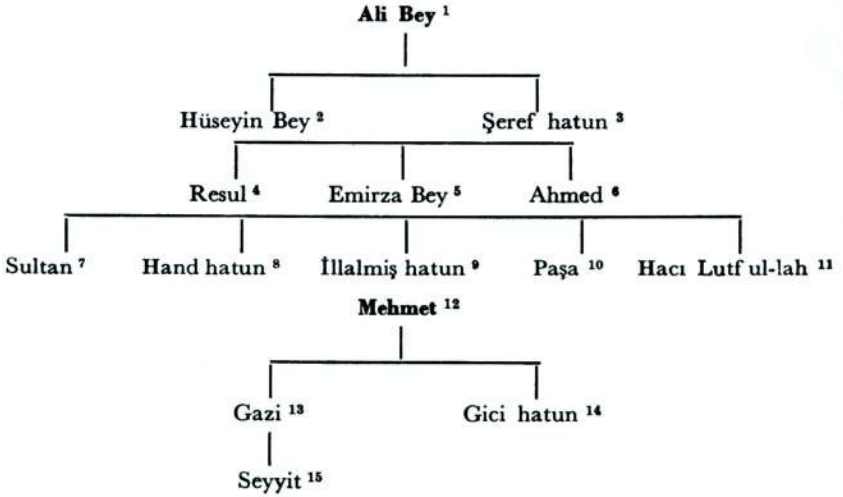 Ali Bey ¹
Hüseyin Bey ² Şeref hatun ³
Resul ⁴ Emirza Bey ⁵ Ahmed ⁶
Sultan ⁷ Hand hatun ⁸ İllalmiş hatun ⁹ Paşa ¹⁰ Hacı Lutf ul-lah ¹¹
Mehmet ¹²
Gazi ¹³ Gici hatun ¹⁴
Seyyit ¹⁵